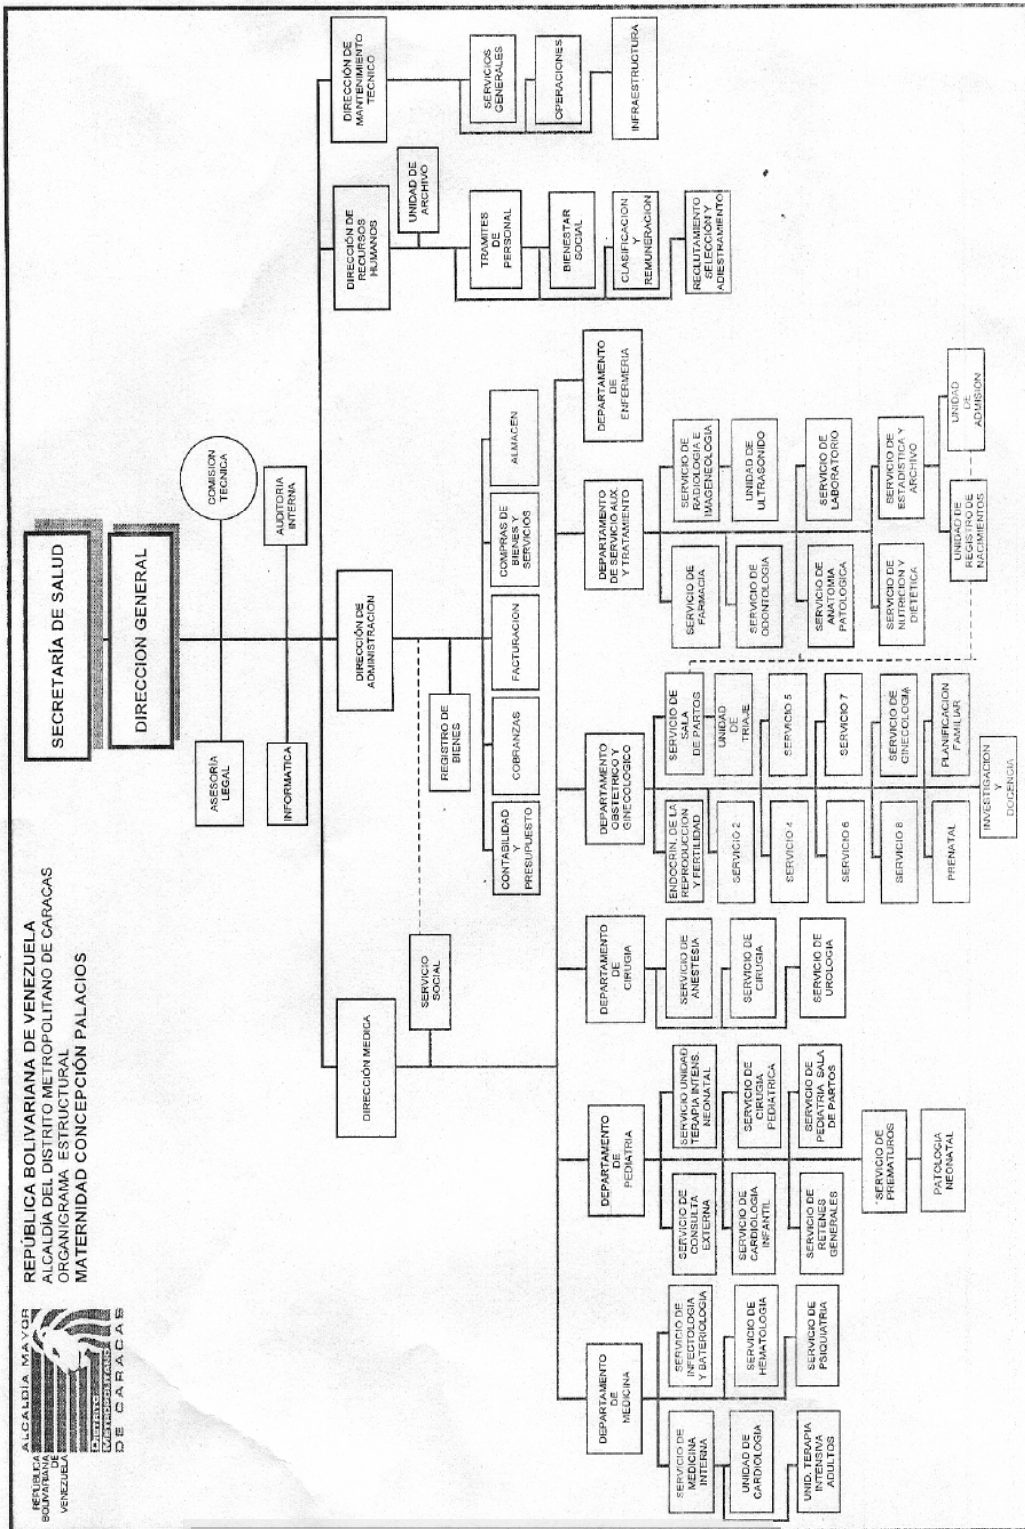 ALCALDÍA MAYOR
REPÚBLICA
BOLIVARIANA
DE
VENEZUELA
DISTRITO
METROPOLITANO
DE CARACAS
REPÚBLICA BOLIVARIANA DE VENEZUELA
ALCALDÍA DEL DISTRITO METROPOLITANO DE CARACAS
ORGANIGRAMA ESTRUCTURAL
MATERNIDAD CONCEPCIÓN PALACIOS
SECRETARÍA DE SALUD
DIRECCION GENERAL
ASESORÍA
LEGAL
COMISION
TECNICA
INFORMATICA
AUDITORIA
INTERNA
DIRECCIÓN MEDICA
DIRECCIÓN DE
ADMINISTRACIÓN
DIRECCIÓN DE
RECURSOS
HUMANOS
DIRECCIÓN DE
MANTENIMIENTO
TECNICO
SERVICIO
SOCIAL
REGISTRO DE
BIENES
UNIDAD DE
ARCHIVO
CONTABILIDAD
Y
PRESUPUESTO
COBRANZAS
FACTURACION
COMPRAS DE
BIENES Y
SERVICIOS
ALMACEN
TRAMITES
DE
PERSONAL
BIENESTAR
SOCIAL
CLASIFICACION
Y
REMUNERACION
RECLUTAMIENTO
SELECCIÓN Y
ADIESTRAMIENTO
SERVICIOS
GENERALES
OPERACIONES
INFRAESTRUCTURA
DEPARTAMENTO
DE
MEDICINA
DEPARTAMENTO
DE
PEDIATRIA
DEPARTAMENTO
DE
CIRUGIA
DEPARTAMENTO
OBSTETRICO Y
GINECOLOGICO
DEPARTAMENTO
DE SERVICIO AUX.
Y TRATAMIENTO
DEPARTAMENTO
DE
ENFERMERIA
SERVICIO DE
MEDICINA
INTERNA
SERVICIO DE
INFECTOLOGIA
Y BATERIOLOGIA
UNIDAD DE
CARDIOLOGIA
SERVICIO DE
HEMATOLOGIA
UNID. TERAPIA
INTENSIVA
ADULTOS
SERVICIO DE
PSIQUIATRIA
SERVICIO DE
CONSULTA
EXTERNA
SERVICIO UNIDAD
TERAPIA INTENS.
NEONATAL
SERVICIO DE
CARDIOLOGIA
INFANTIL
SERVICIO DE
CIRUGIA
PEDIATRICA
SERVICIO DE
RETENES
GENERALES
SERVICIO DE
PEDIATRIA SALA
DE PARTOS
SERVICIO DE
PREMATUROS
PATOLOGIA
NEONATAL
SERVICIO DE
ANESTESIA
SERVICIO DE
CIRUGIA
SERVICIO DE
UROLOGIA
ENDOCRIN. DE LA
REPRODUCCION
Y FERTILIDAD
SERVICIO DE
SALA
DE PARTOS
SERVICIO 2
UNIDAD
DE
TRIAJE
SERVICIO 4
SERVICIO 5
SERVICIO 6
SERVICIO 7
SERVICIO 8
SERVICIO DE
GINECOLOGIA
PRENATAL
PLANIFICACION
FAMILIAR
INVESTIGACION
Y
DOCENCIA
SERVICIO DE
FARMACIA
SERVICIO DE
RADIOLOGIA E
IMAGENEOLOGIA
SERVICIO DE
ODONTOLOGIA
UNIDAD DE
ULTRASONIDO
SERVICIO DE
ANATOMIA
PATOLOGICA
SERVICIO DE
LABORATORIO
SERVICIO DE
NUTRICION Y
DIETETICA
SERVICIO DE
ESTADISTICA Y
ARCHIVO
UNIDAD DE
REGISTRO DE
NACIMIENTOS
UNIDAD
DE
ADMISION